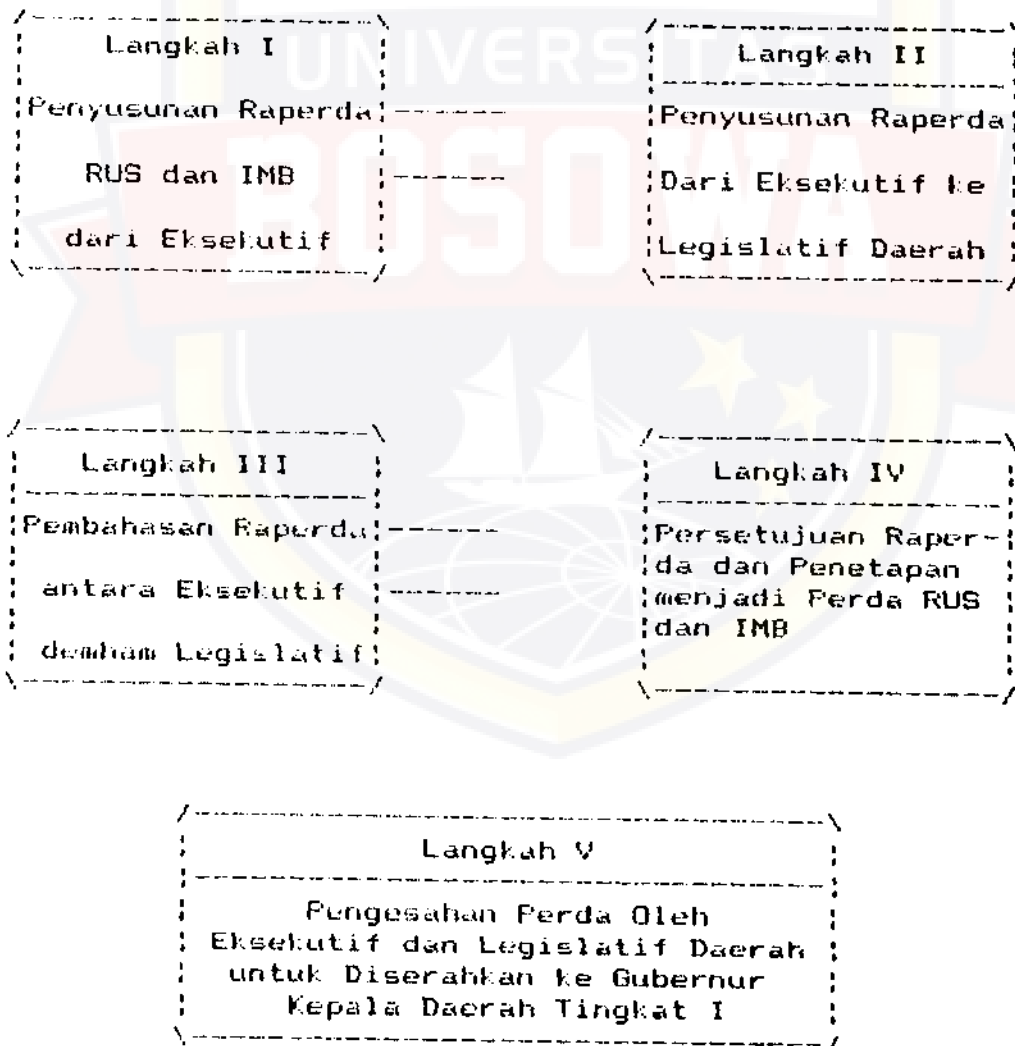 UNIVERSITAS
BOSOWA
Langkah I
Penyusunan Raperda
RUS dan IMB
dari Eksekutif
Langkah II
Penyusunan Raperda
Dari Eksekutif ke
Legislatif Daerah
Langkah III
Pembahasan Raperda
antara Eksekutif
demham Legislatif
Langkah IV
Persetujuan Raper-
da dan Penetapan
menjadi Perda RUS
dan IMB
Langkah V
Pengesahan Perda Oleh
Eksekutif dan Legislatif Daerah
untuk Diserahkan ke Gubernur
Kepala Daerah Tingkat I